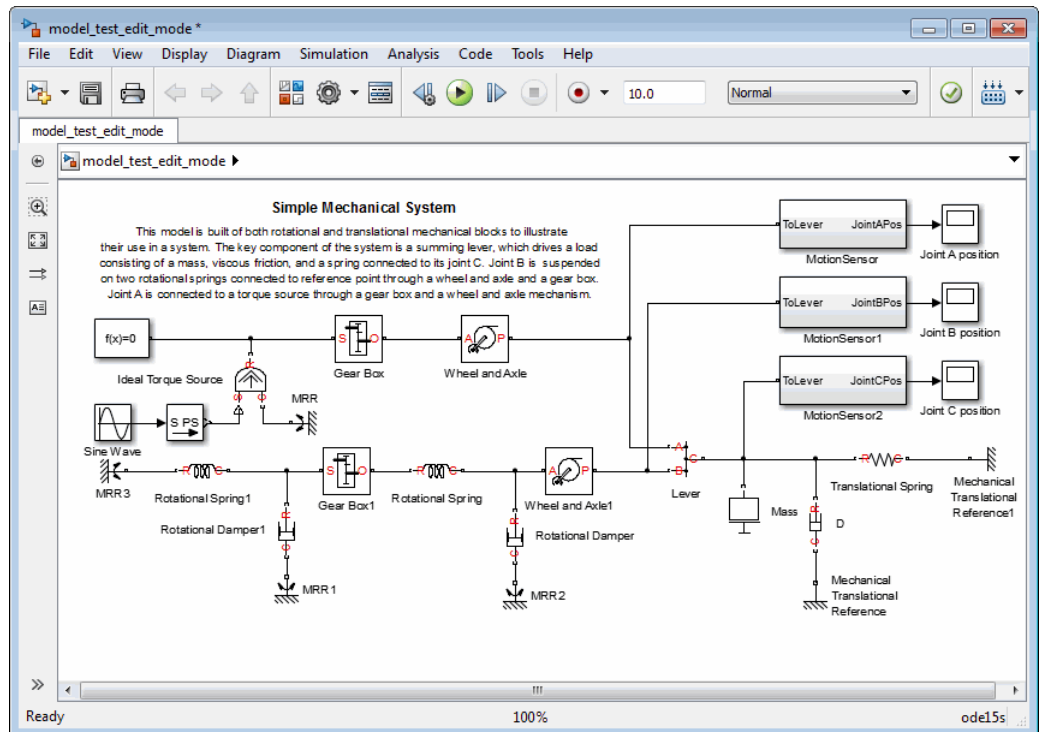 model_test_edit_mode *
File Edit View Display Diagram Simulation Analysis Code Tools Help
10.0 Normal
model_test_edit_mode
model_test_edit_mode
Simple Mechanical System
This model is built of both rotational and translational mechanical blocks to illustrate
their use in a system. The key component of the system is a summing lever, which drives a load
consisting of a mass, viscous friction, and a spring connected to its joint C. Joint B is suspended
on two rotational springs connected to reference point through a wheel and axle and a gear box.
Joint A is connected to a torque source through a gear box and a wheel and axle mechanism.
ToLever JointAPos
MotionSensor
Joint A position
ToLever JointBPos
MotionSensor1
Joint B position
ToLever JointCPos
MotionSensor2
Joint C position
f(x)=0
S O
Gear Box
A P
Wheel and Axle
Ideal Torque Source
R
S C
MRR
Sine Wave
S PS
MRR3
R C
Rotational Spring1
S O
Gear Box1
R C
Rotational Spring
A P
Wheel and Axle1
A
B
C
Lever
Mass
R C
Translational Spring
Mechanical
Translational
Reference1
Rotational Damper1
R
C
MRR1
Rotational Damper
R
C
MRR2
D
R
C
Mechanical
Translational
Reference
A
Ready 100% ode15s